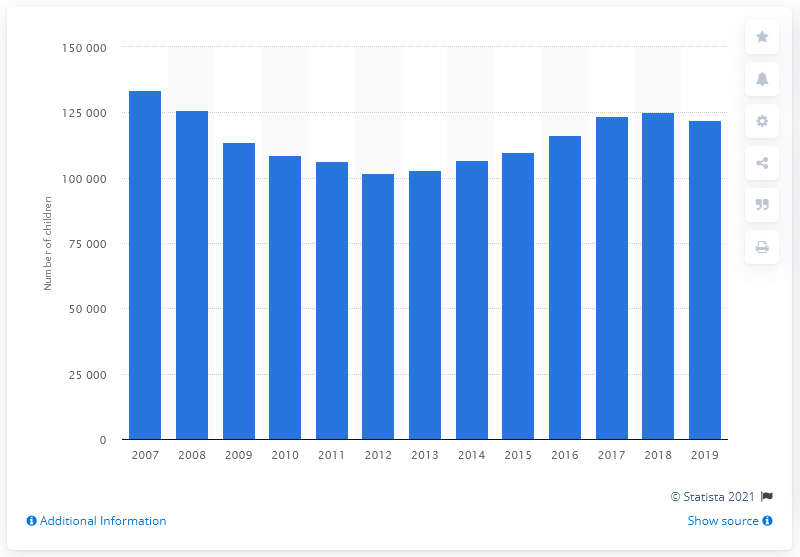 150 000
125 000
100 000
75 000
50 000
25 000
0
Number of children
2007 2008 2009 2010 2011 2012 2013 2014 2015 2016 2017 2018 2019
© Statista 2021
Additional Information
Show source